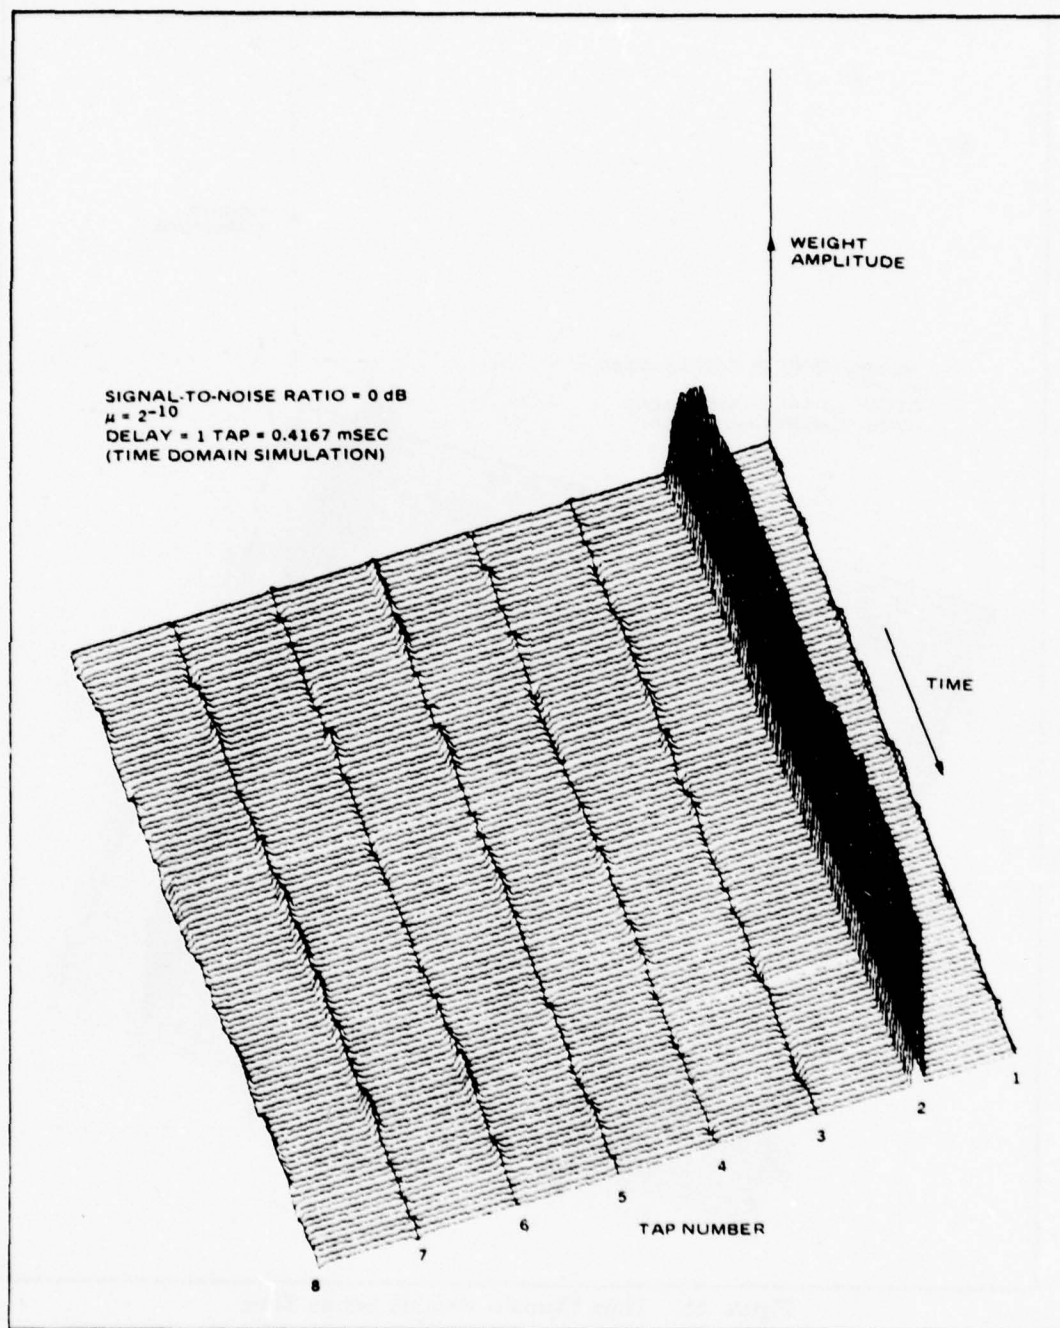 WEIGHT
AMPLITUDE
SIGNAL-TO-NOISE RATIO = 0 dB
μ = 2⁻¹⁰
DELAY = 1 TAP = 0.4167 mSEC
(TIME DOMAIN SIMULATION)
TIME
1
2
3
4
5
6
7
8
TAP NUMBER